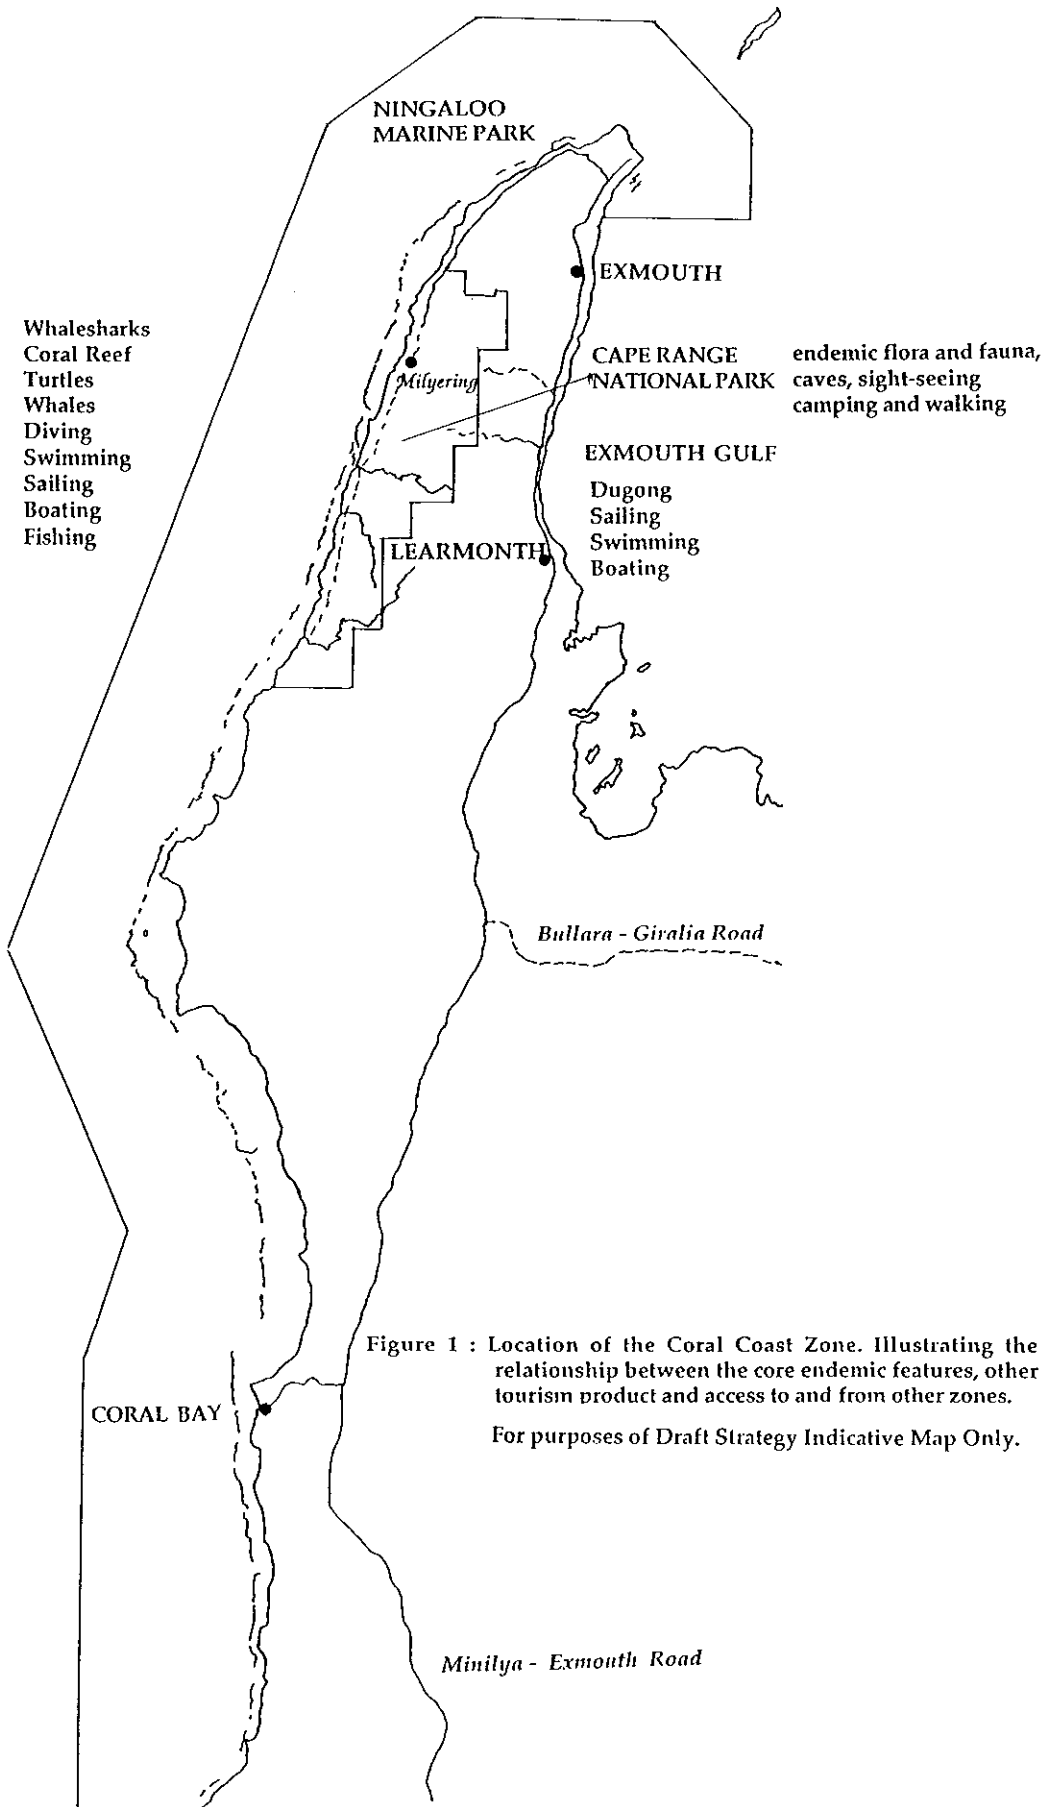 NINGALOO
MARINE PARK
EXMOUTH
Whalesharks
Coral Reef
Turtles
Whales
Diving
Swimming
Sailing
Boating
Fishing
Milyering
CAPE RANGE
NATIONAL PARK
endemic flora and fauna,
caves, sight-seeing
camping and walking
EXMOUTH GULF
Dugong
Sailing
Swimming
Boating
LEARMONTH
Bullara - Giralia Road
Figure 1 : Location of the Coral Coast Zone. Illustrating the
relationship between the core endemic features, other
tourism product and access to and from other zones.
For purposes of Draft Strategy Indicative Map Only.
CORAL BAY
Minilya - Exmouth Road